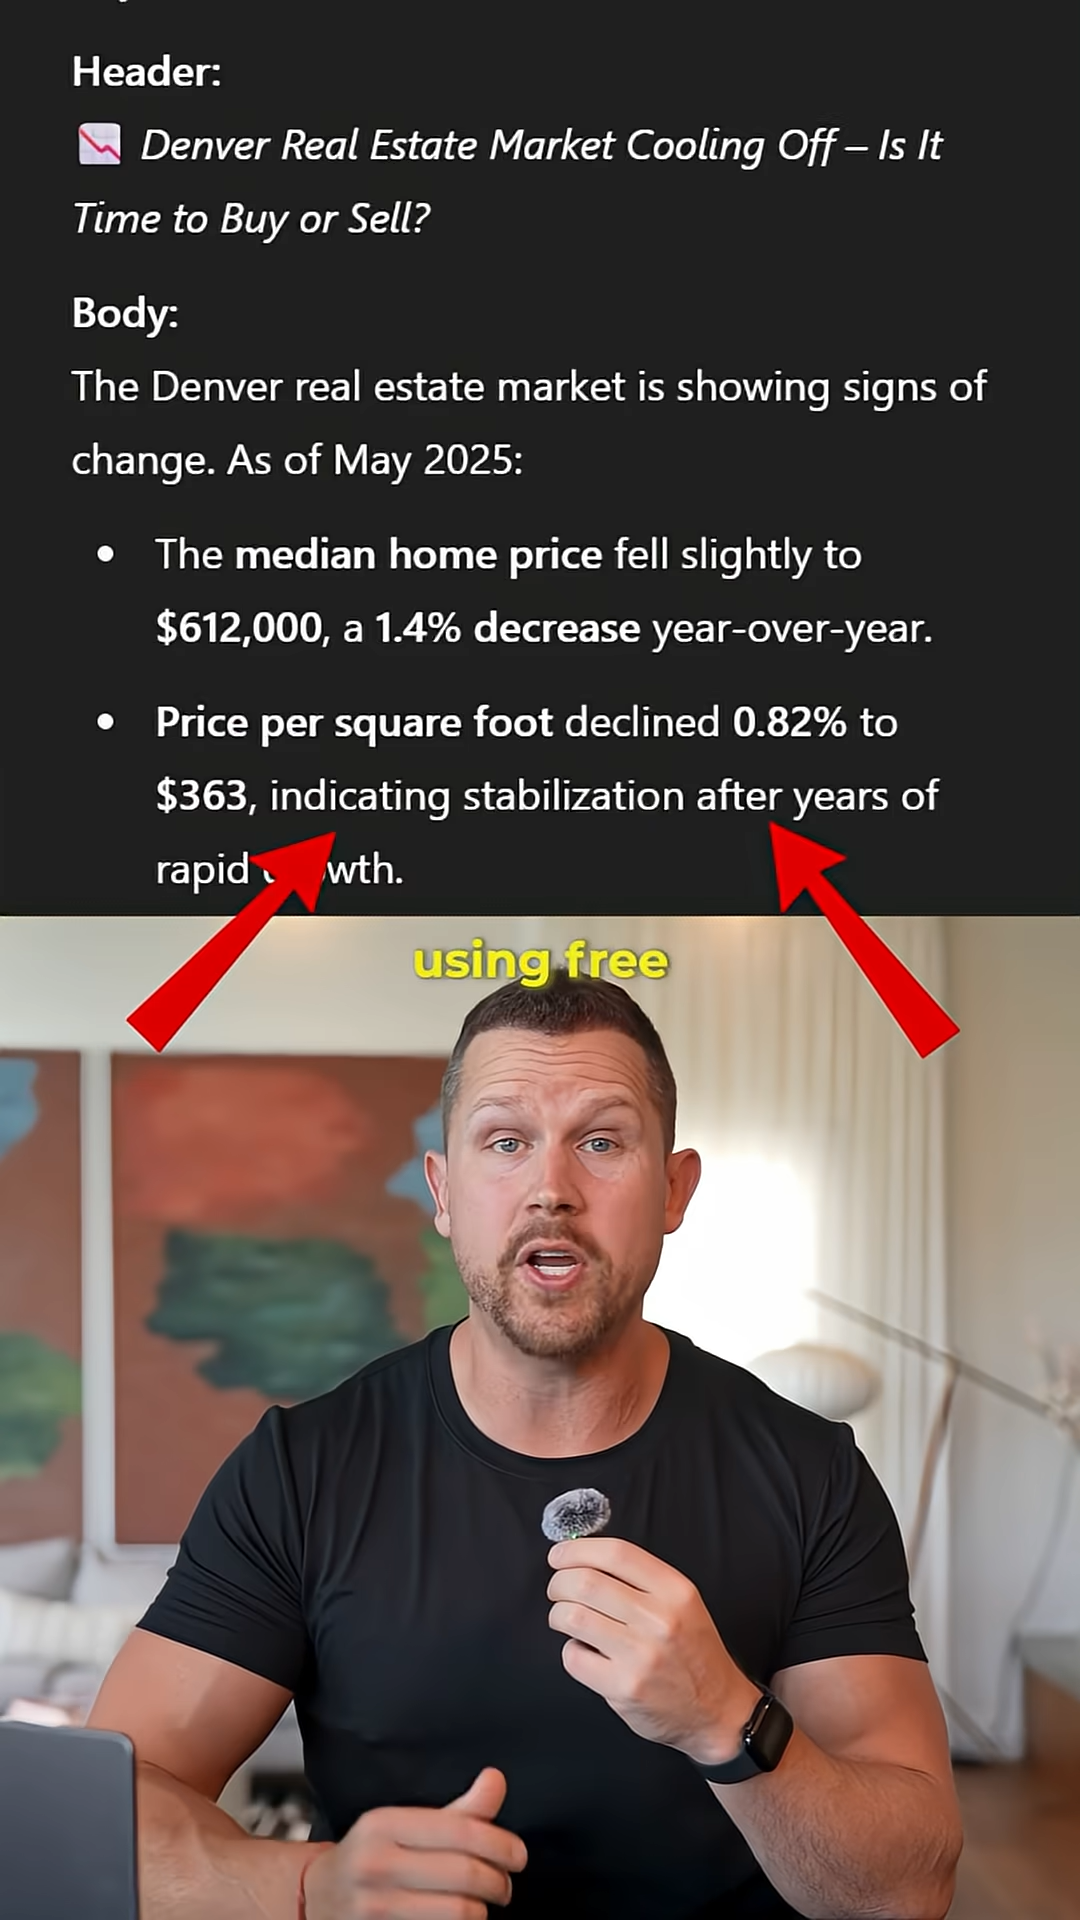 Header:
📉 Denver Real Estate Market Cooling Off – Is It
Time to Buy or Sell?
Body:
The Denver real estate market is showing signs of
change. As of May 2025:
• The median home price fell slightly to
$612,000, a 1.4% decrease year-over-year.
• Price per square foot declined 0.82% to
$363, indicating stabilization after years of
rapid wth.
using free